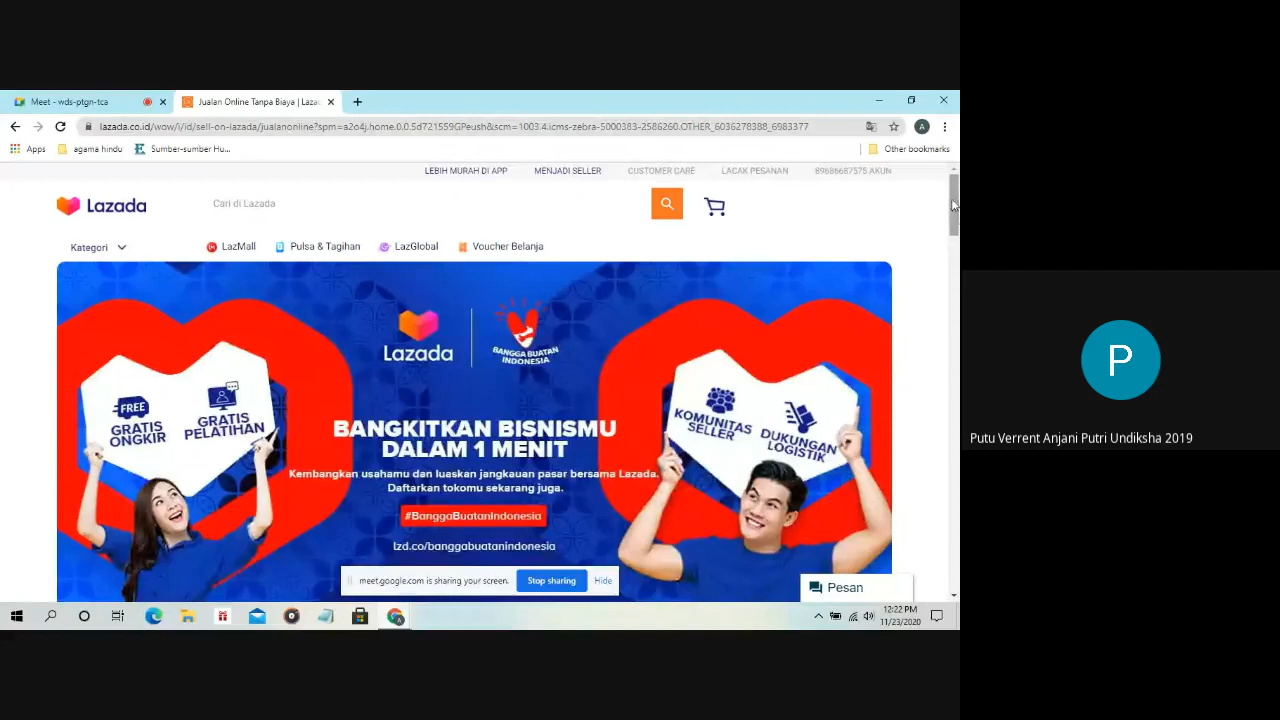 Meet - wds-ptgn-tca
Jualan Online Tanpa Biaya | Laza
lazada.co.id/wow/i/id/sell-on-lazada/jualanonline?spm=a2o4j.home.0.0.5d721559GPeush&scm=1003.4.icms-zebra-5000383-2586260.OTHER_6036278388_6983377
A
Apps
agama hindu
Sumber-sumber Hu...
Other bookmarks
LEBIH MURAH DI APP
MENJADI SELLER
CUSTOMER CARE
LACAK PESANAN
89686687575 AKUN
Lazada
Cari di Lazada
Kategori
LazMall
Pulsa & Tagihan
LazGlobal
Voucher Belanja
Lazada
BANGGA BUATAN
INDONESIA
FREE
GRATIS
ONGKIR
GRATIS
PELATIHAN
KOMUNITAS
SELLER
DUKUNGAN
LOGISTIK
BANGKITKAN BISNISMU
DALAM 1 MENIT
Kembangkan usahamu dan luaskan jangkauan pasar bersama Lazada.
Daftarkan tokomu sekarang juga.
#BanggaBuatanIndonesia
lzd.co/banggabuatanindonesia
meet.google.com is sharing your screen.
Stop sharing
Hide
Pesan
12:22 PM
11/23/2020
P
Putu Verrent Anjani Putri Undiksha 2019